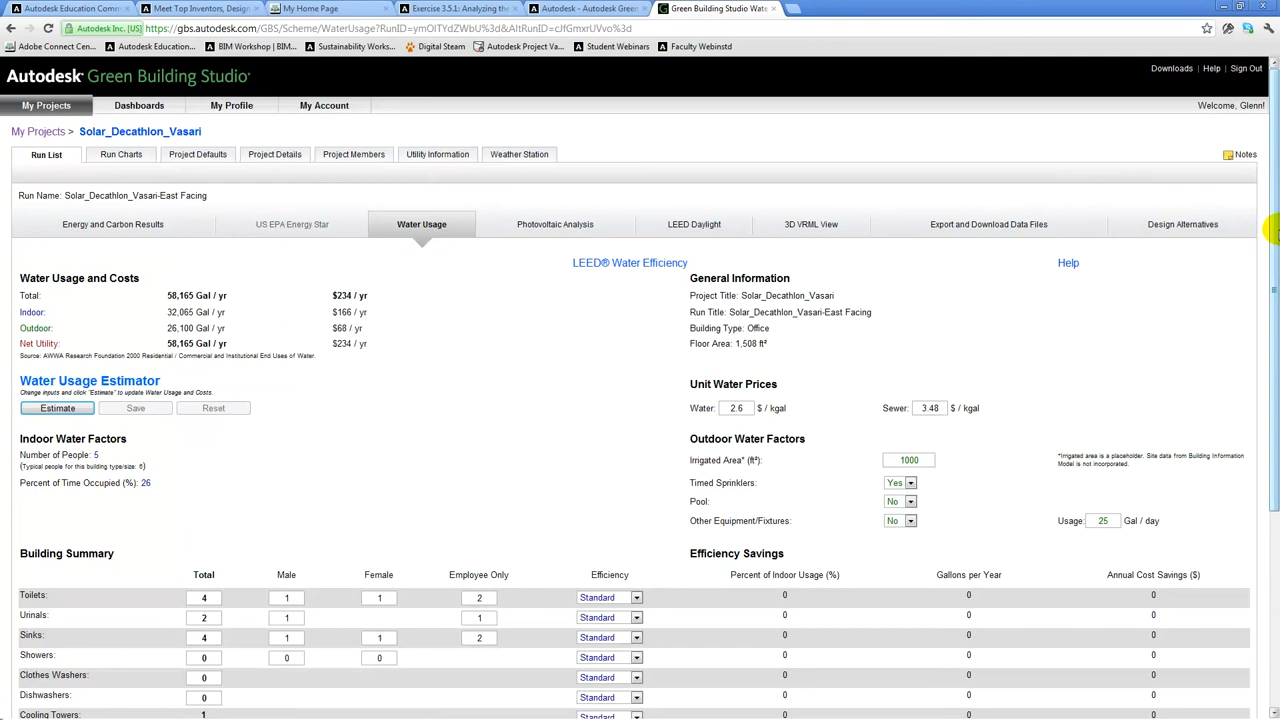 Autodesk Education Comm
Meet Top Inventors, Design
My Home Page
Exercise 3.5.1: Analyzing the
Autodesk - Autodesk Green
Green Building Studio Wate
Autodesk Inc. [US]
https://gbs.autodesk.com/GBS/Scheme/WaterUsage?RunID=ymOlTYdZWbU%3d&AltRunID=cJfGmxrUVvo%3d
Adobe Connect Cen...
Autodesk Education...
BIM Workshop | BIM...
Sustainability Works...
Digital Steam
Autodesk Project Va...
Student Webinars
Faculty Webinstd
Autodesk Green Building Studio
Downloads | Help | Sign Out
My Projects Dashboards My Profile My Account
Welcome, Glenn!
My Projects > Solar_Decathlon_Vasari
Run List Run Charts Project Defaults Project Details Project Members Utility Information Weather Station
Notes
Run Name: Solar_Decathlon_Vasari-East Facing
Energy and Carbon Results US EPA Energy Star Water Usage Photovoltaic Analysis LEED Daylight 3D VRML View Export and Download Data Files Design Alternatives
LEED® Water Efficiency Help
Water Usage and Costs
Total: 58,165 Gal / yr $234 / yr
Indoor: 32,065 Gal / yr $166 / yr
Outdoor: 26,100 Gal / yr $68 / yr
Net Utility: 58,165 Gal / yr $234 / yr
Source: AWWA Research Foundation 2000 Residential / Commercial and Institutional End Uses of Water.
General Information
Project Title: Solar_Decathlon_Vasari
Run Title: Solar_Decathlon_Vasari-East Facing
Building Type: Office
Floor Area: 1,508 ft²
Water Usage Estimator
Change inputs and click "Estimate" to update Water Usage and Costs.
Estimate Save Reset
Unit Water Prices
Water: 2.6 $ / kgal Sewer: 3.48 $ / kgal
Indoor Water Factors
Number of People: 5
(Typical people for this building type/size: 6)
Percent of Time Occupied (%): 26
Outdoor Water Factors
Irrigated Area* (ft²): 1000
*Irrigated area is a placeholder. Site data from Building Information
Model is not incorporated.
Timed Sprinklers: Yes
Pool: No
Other Equipment/Fixtures: No Usage: 25 Gal / day
Building Summary
Efficiency Savings
Total Male Female Employee Only Efficiency Percent of Indoor Usage (%) Gallons per Year Annual Cost Savings ($)
Toilets: 4 1 1 2 Standard 0 0 0
Urinals: 2 1 1 Standard 0 0 0
Sinks: 4 1 1 2 Standard 0 0 0
Showers: 0 0 0 Standard 0 0 0
Clothes Washers: 0 Standard 0 0 0
Dishwashers: 0 Standard 0 0 0
Cooling Towers: 1 Standard 0 0 0